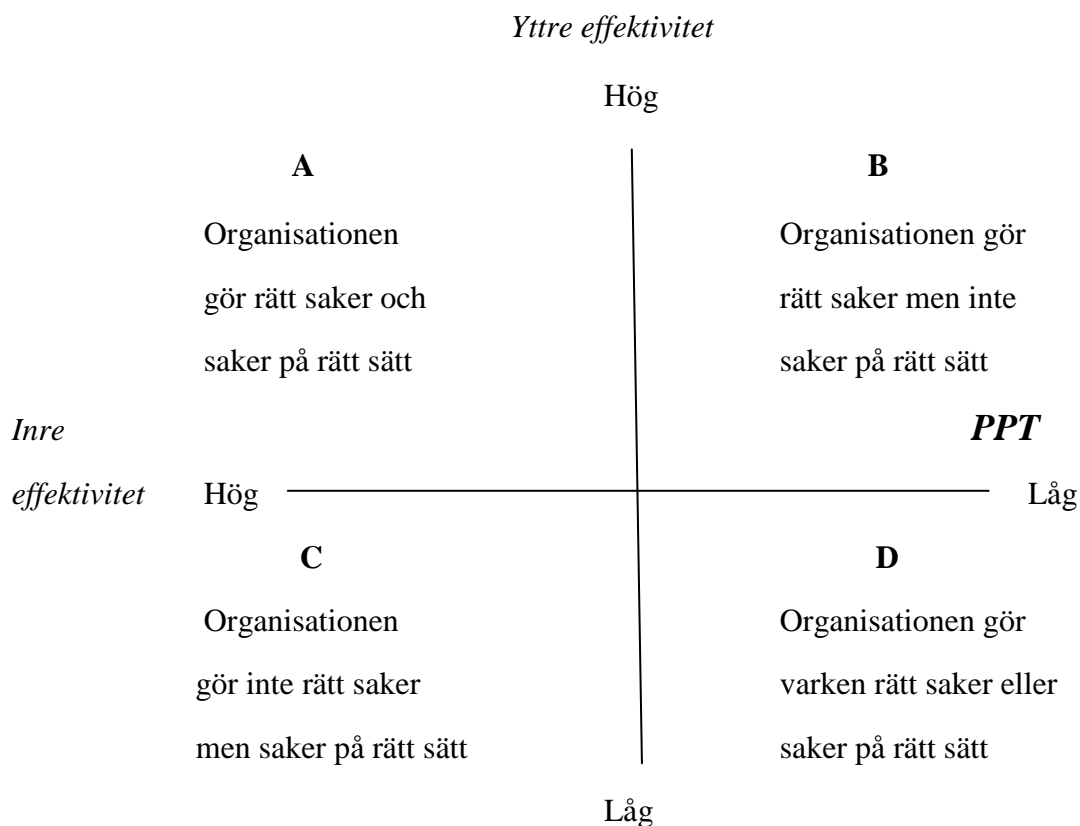 Yttre effektivitet
Hög
A
Organisationen
gör rätt saker och
saker på rätt sätt
B
Organisationen gör
rätt saker men inte
saker på rätt sätt
Inre
effektivitet
PPT
Hög
Låg
C
Organisationen
gör inte rätt saker
men saker på rätt sätt
D
Organisationen gör
varken rätt saker eller
saker på rätt sätt
Låg